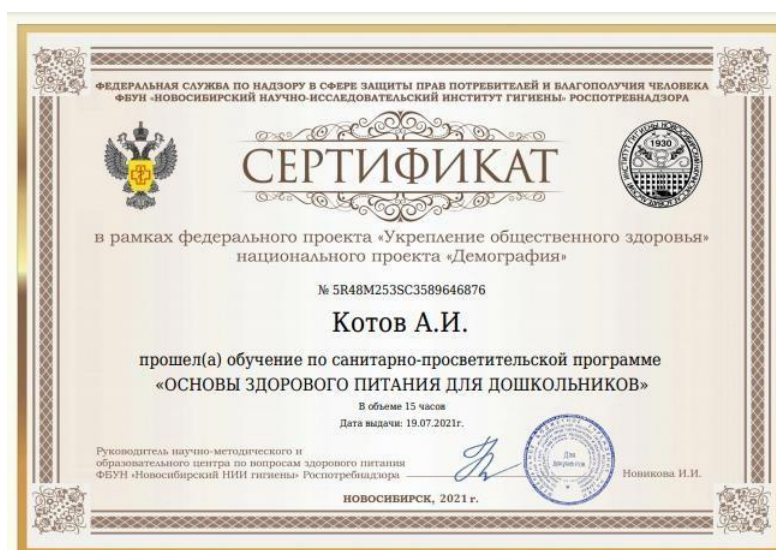 ФЕДЕРАЛЬНАЯ СЛУЖБА ПО НАДЗОРУ В СФЕРЕ ЗАЩИТЫ ПРАВ ПОТРЕБИТЕЛЕЙ И БЛАГОПОЛУЧИЯ ЧЕЛОВЕКА
ФБУН «НОВОСИБИРСКИЙ НАУЧНО-ИССЛЕДОВАТЕЛЬСКИЙ ИНСТИТУТ ГИГИЕНЫ» РОСПОТРЕБНАДЗОРА
1930
СЕРТИФИКАТ
в рамках федерального проекта «Укрепление общественного здоровья»
национального проекта «Демография»
№ 5R48M253SC3589646876
Котов А.И.
прошел(а) обучение по санитарно-просветительской программе
«ОСНОВЫ ЗДОРОВОГО ПИТАНИЯ ДЛЯ ДОШКОЛЬНИКОВ»
В объеме 15 часов
Дата выдачи: 19.07.2021г.
Руководитель научно-методического и
образовательного центра по вопросам здорового питания
ФБУН «Новосибирский НИИ гигиены» Роспотребнадзора
Для
документов
Новикова И.И.
НОВОСИБИРСК, 2021 г.